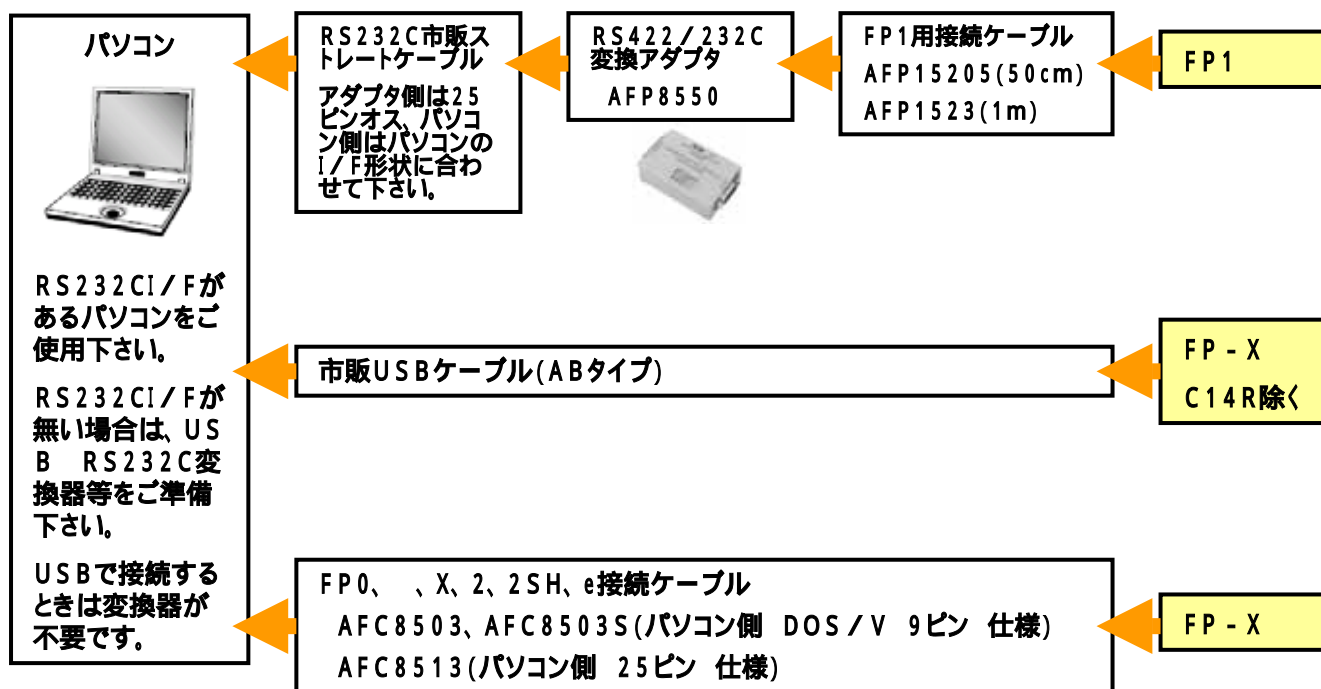 パソコン
RS232CI/Fが
あるパソコンをご
使用下さい。
RS232CI/Fが
無い場合は、US
B　RS232C変
換器等をご準備
下さい。
USBで接続する
ときは変換器が
不要です。
RS232C市販ス
トレートケーブル
アダプタ側は25
ピンオス、パソコ
ン側はパソコンの
I/F形状に合わ
せて下さい。
RS422/232C
変換アダプタ
AFP8550
FP1用接続ケーブル
AFP15205(50cm)
AFP1523(1m)
FP1
市販USBケーブル(ABタイプ)
FP-X
C14R除く
FP0、　、X、2、2SH、e接続ケーブル
AFC8503、AFC8503S(パソコン側　DOS/V　9ピン　仕様)
AFC8513(パソコン側　25ピン　仕様)
FP-X